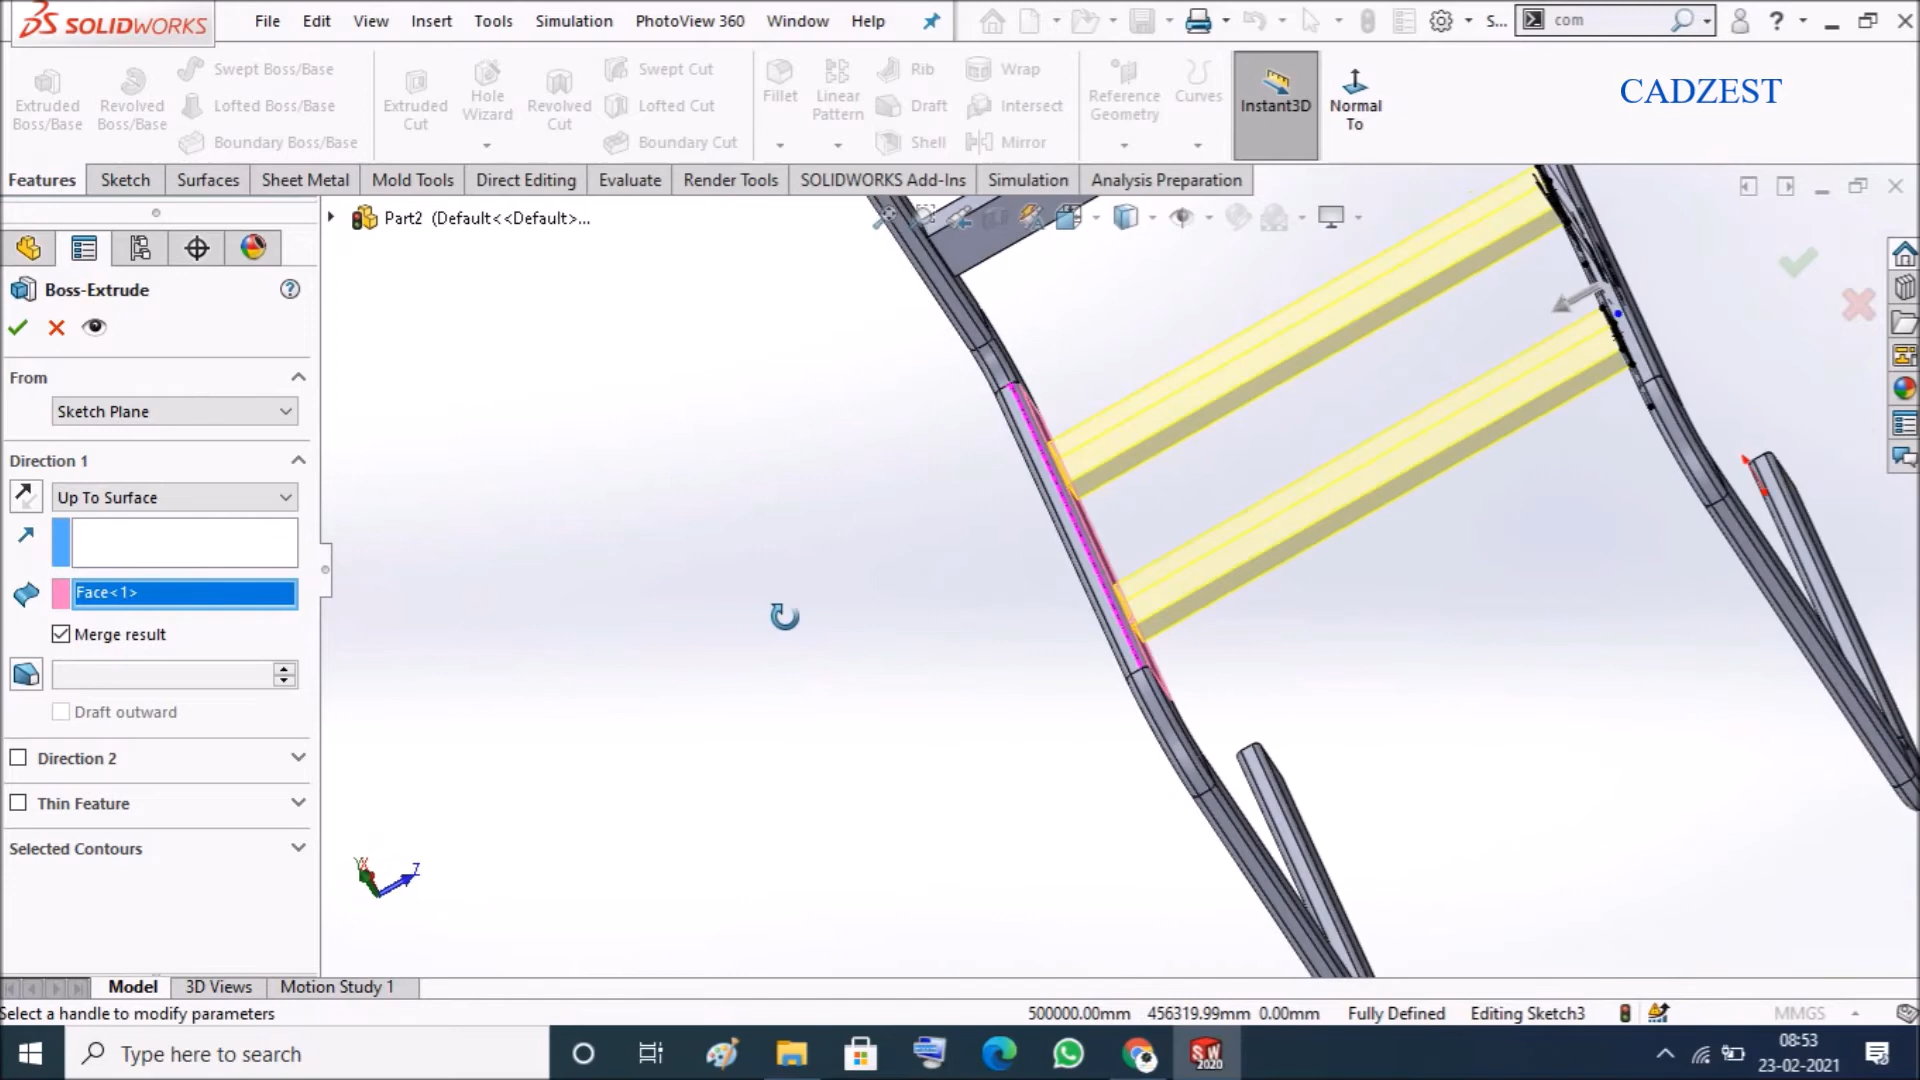 SOLIDWORKS File Edit View Insert Tools Simulation PhotoView 360 Window Help S... com
Extruded Boss/Base
Revolved Boss/Base
Swept Boss/Base
Lofted Boss/Base
Boundary Boss/Base
Extruded Cut
Hole Wizard
Revolved Cut
Swept Cut
Lofted Cut
Boundary Cut
Fillet
Linear Pattern
Rib
Draft
Shell
Wrap
Intersect
Mirror
Reference Geometry
Curves
Instant3D
Normal To
CADZEST
Features Sketch Surfaces Sheet Metal Mold Tools Direct Editing Evaluate Render Tools SOLIDWORKS Add-Ins Simulation Analysis Preparation
Part2 (Default<<Default>...
Boss-Extrude
From
Sketch Plane
Direction 1
Up To Surface
Face<1>
Merge result
Draft outward
Direction 2
Thin Feature
Selected Contours
Z
Model 3D Views Motion Study 1
Select a handle to modify parameters 500000.00mm 456319.99mm 0.00mm Fully Defined Editing Sketch3 MMGS
Type here to search
SW 2020
08:53
23-02-2021